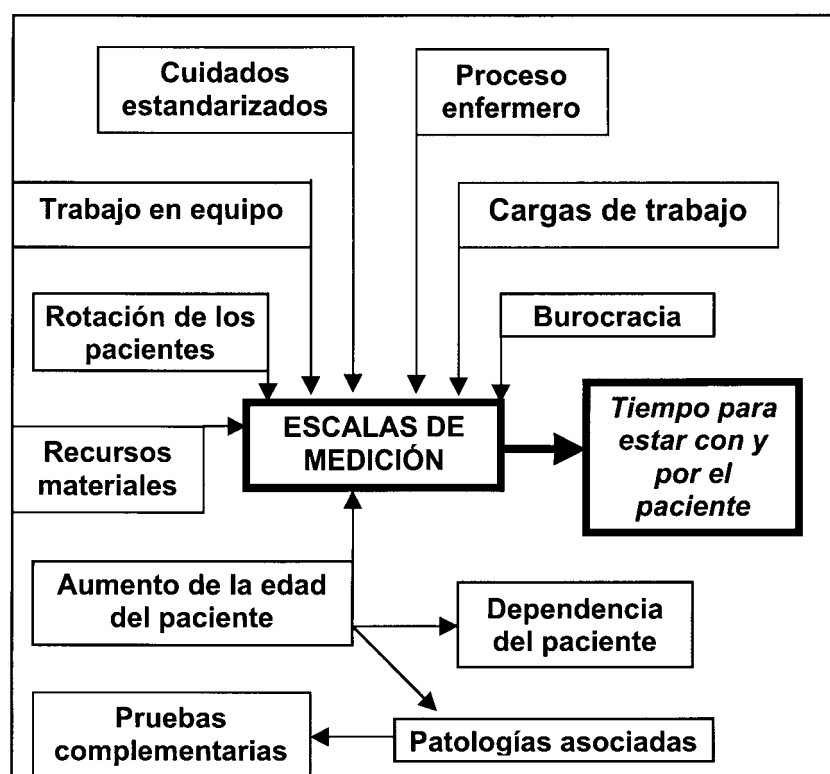 Cuidados
estandarizados
Proceso
enfermero
Trabajo en equipo
Cargas de trabajo
Rotación de los
pacientes
Burocracia
ESCALAS DE
MEDICIÓN
Tiempo para
estar con y
por el
paciente
Recursos
materiales
Aumento de la edad
del paciente
Dependencia
del paciente
Pruebas
complementarias
Patologías asociadas